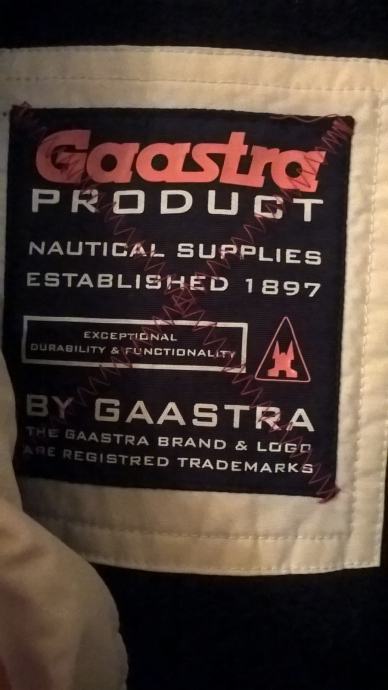 Gaastra
PRODUCT
NAUTICAL SUPPLIES
ESTABLISHED 1897
EXCEPTIONAL
DURABILITY & FUNCTIONALITY
BY GAASTRA
THE GAASTRA BRAND & LOGO
ARE REGISTRED TRADEMARKS